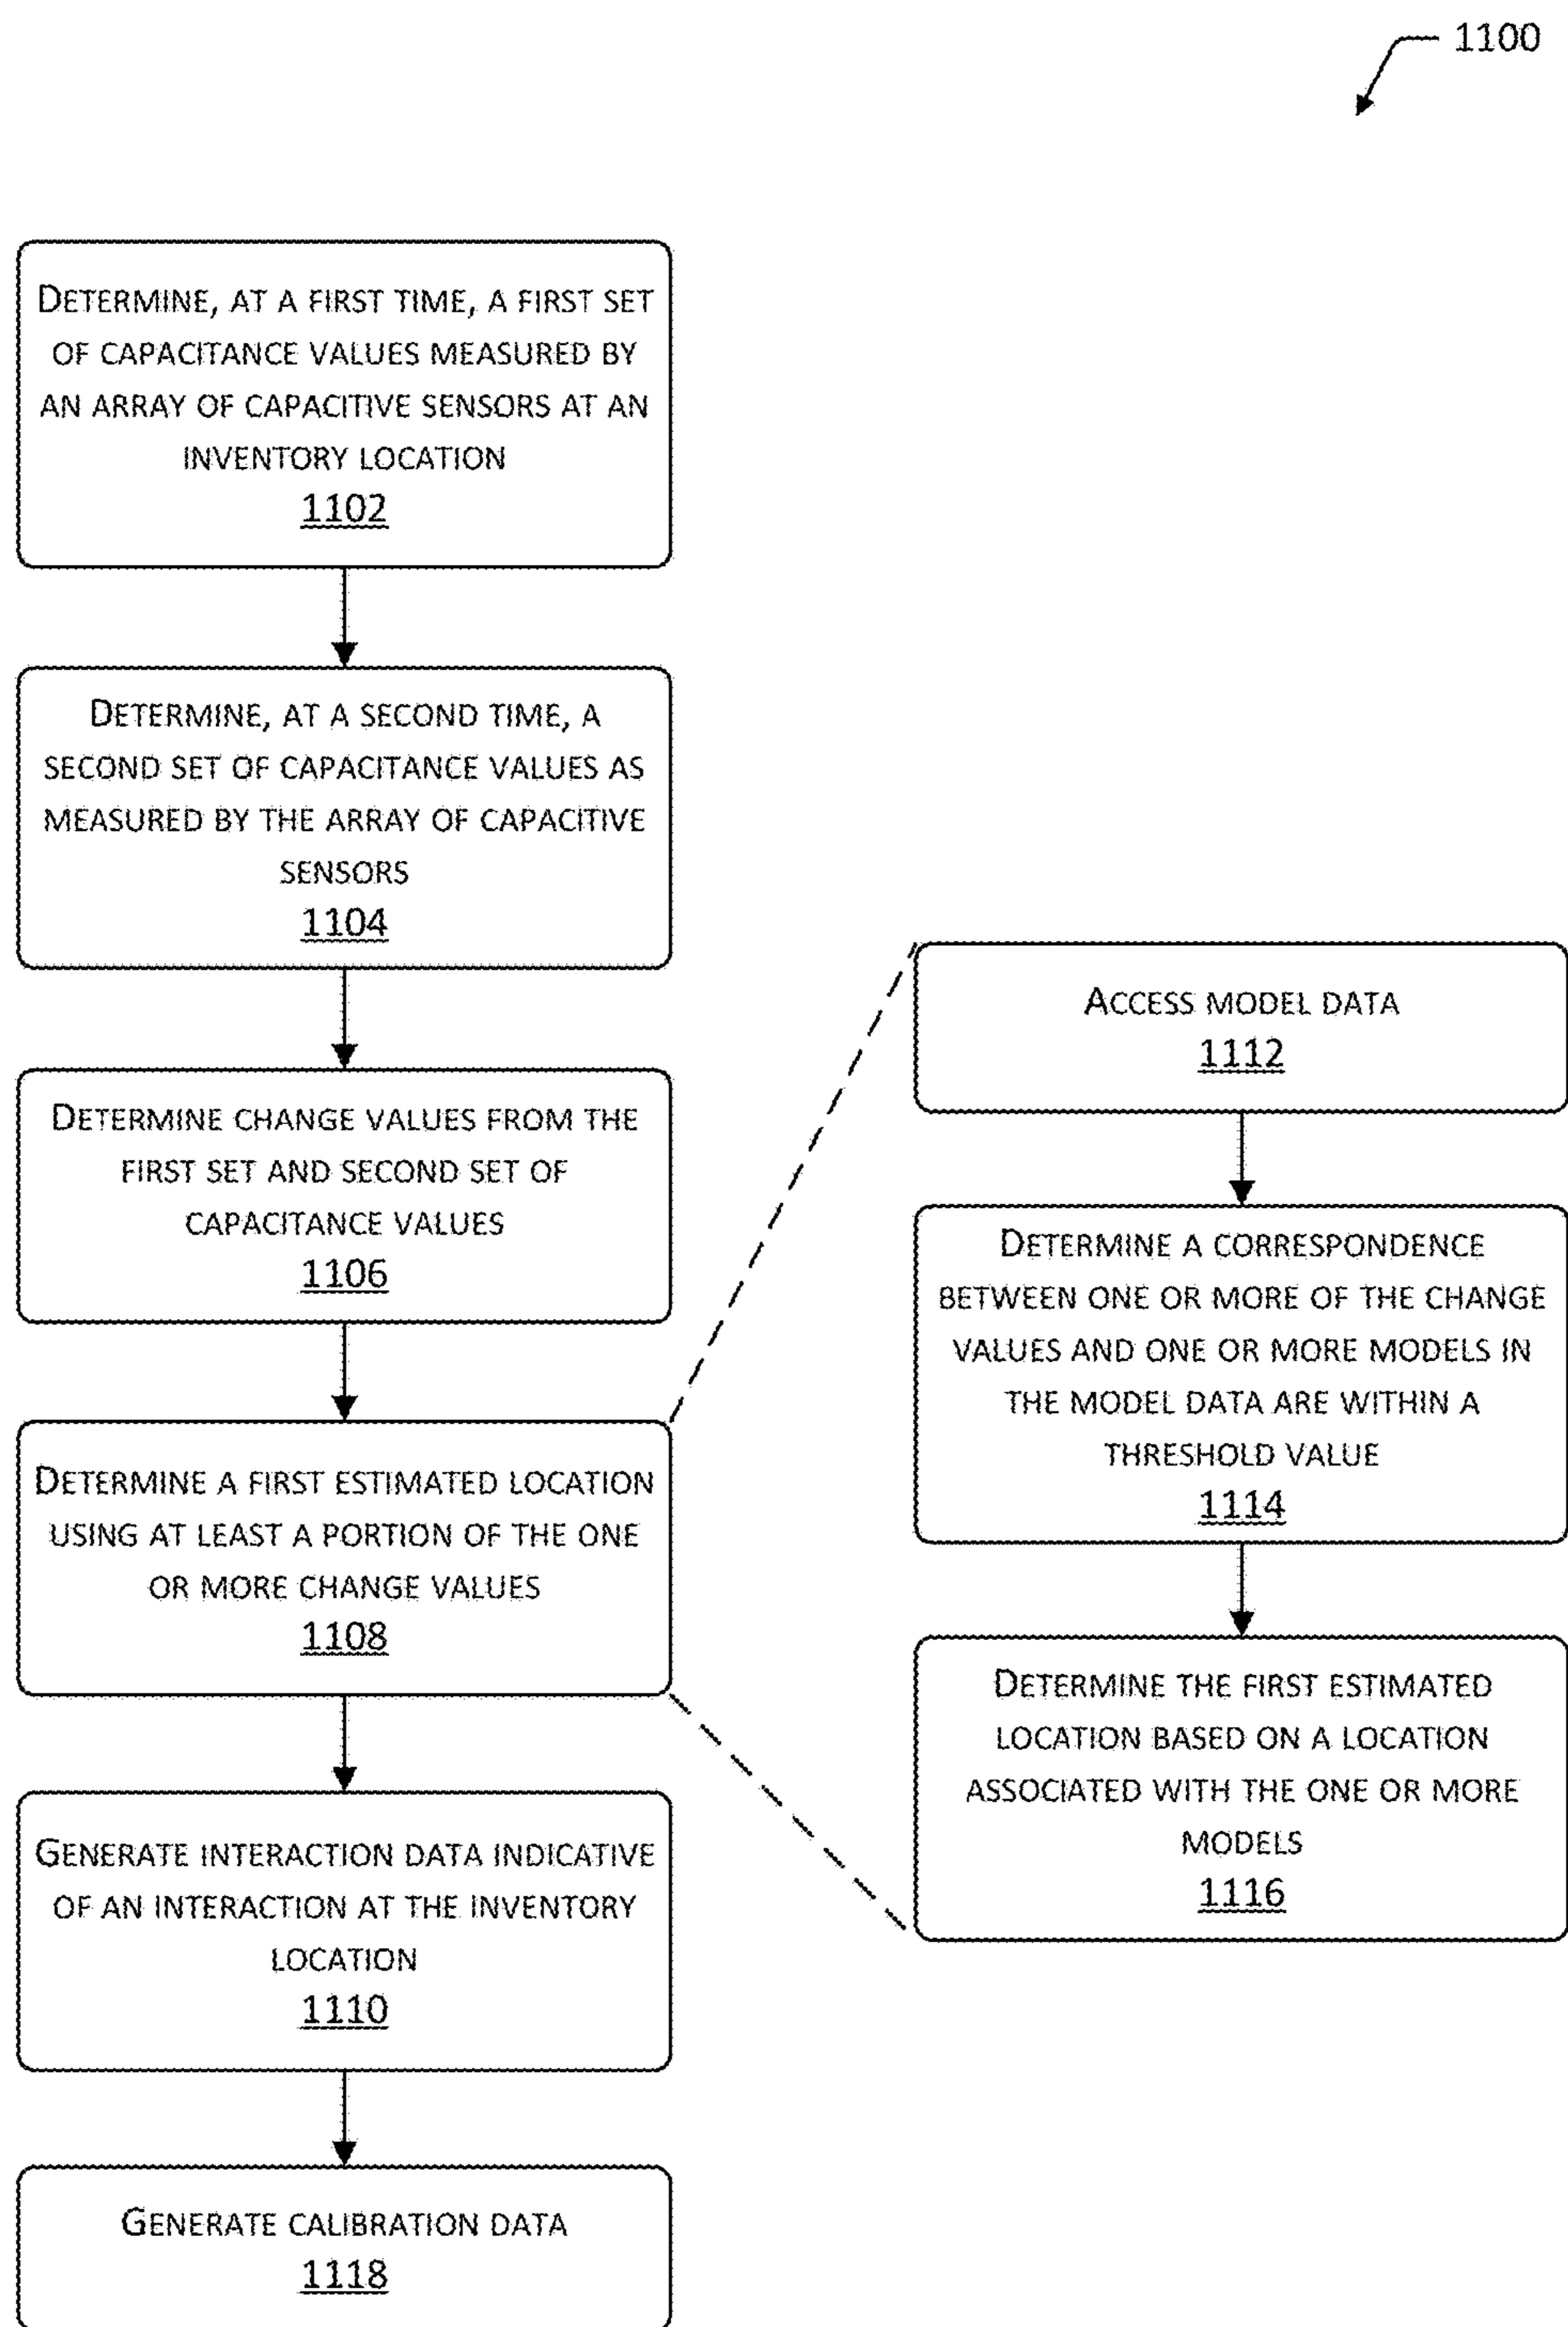 1100
DETERMINE, AT A FIRST TIME, A FIRST SET
OF CAPACITANCE VALUES MEASURED BY
AN ARRAY OF CAPACITIVE SENSORS AT AN
INVENTORY LOCATION
1102
DETERMINE, AT A SECOND TIME, A
SECOND SET OF CAPACITANCE VALUES AS
MEASURED BY THE ARRAY OF CAPACITIVE
SENSORS
1104
DETERMINE CHANGE VALUES FROM THE
FIRST SET AND SECOND SET OF
CAPACITANCE VALUES
1106
DETERMINE A FIRST ESTIMATED LOCATION
USING AT LEAST A PORTION OF THE ONE
OR MORE CHANGE VALUES
1108
GENERATE INTERACTION DATA INDICATIVE
OF AN INTERACTION AT THE INVENTORY
LOCATION
1110
GENERATE CALIBRATION DATA
1118
ACCESS MODEL DATA
1112
DETERMINE A CORRESPONDENCE
BETWEEN ONE OR MORE OF THE CHANGE
VALUES AND ONE OR MORE MODELS IN
THE MODEL DATA ARE WITHIN A
THRESHOLD VALUE
1114
DETERMINE THE FIRST ESTIMATED
LOCATION BASED ON A LOCATION
ASSOCIATED WITH THE ONE OR MORE
MODELS
1116